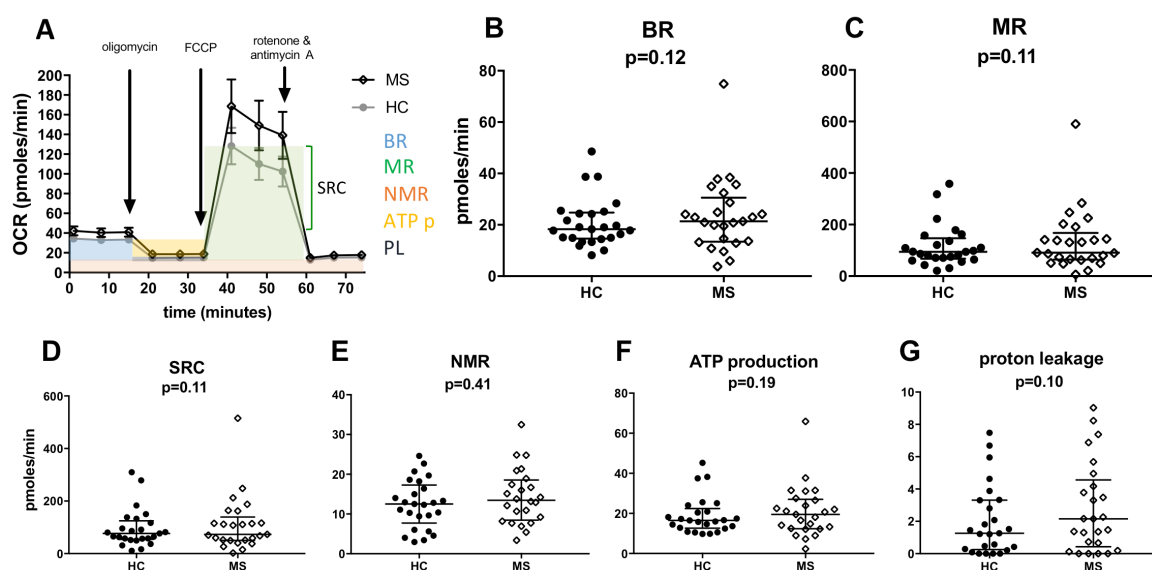 A
oligomycin
FCCP
rotenone &
antimycin A
OCR (pmoles/min)
200
180
160
140
120
100
80
60
40
20
0
0 10 20 30 40 50 60 70
time (minutes)
MS
HC
BR
MR
NMR
ATP p
PL
SRC
B
BR
p=0.12
pmoles/min
80
60
40
20
0
HC MS
C
MR
p=0.11
800
600
400
200
0
HC MS
D
SRC
p=0.11
pmoles/min
600
400
200
0
HC MS
E
NMR
p=0.41
40
30
20
10
0
HC MS
F
ATP production
p=0.19
80
60
40
20
0
HC MS
G
proton leakage
p=0.10
10
8
6
4
2
0
HC MS